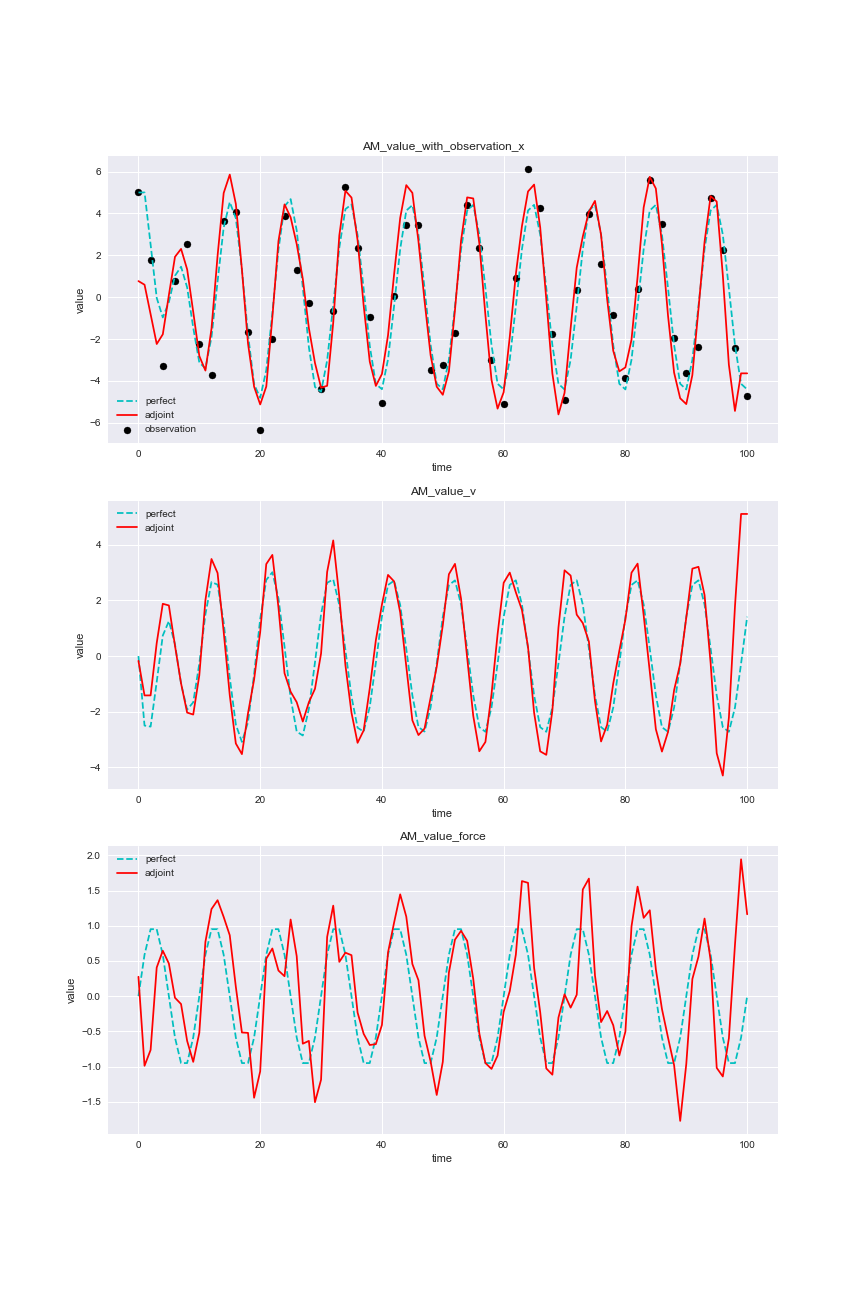 AM_value_with_observation_x
6
4
2
0
−2
−4
−6
value
perfect
adjoint
observation
0 20 40 60 80 100
time
AM_value_v
4
2
0
−2
−4
value
perfect
adjoint
0 20 40 60 80 100
time
AM_value_force
2.0
1.5
1.0
0.5
0.0
−0.5
−1.0
−1.5
value
perfect
adjoint
0 20 40 60 80 100
time